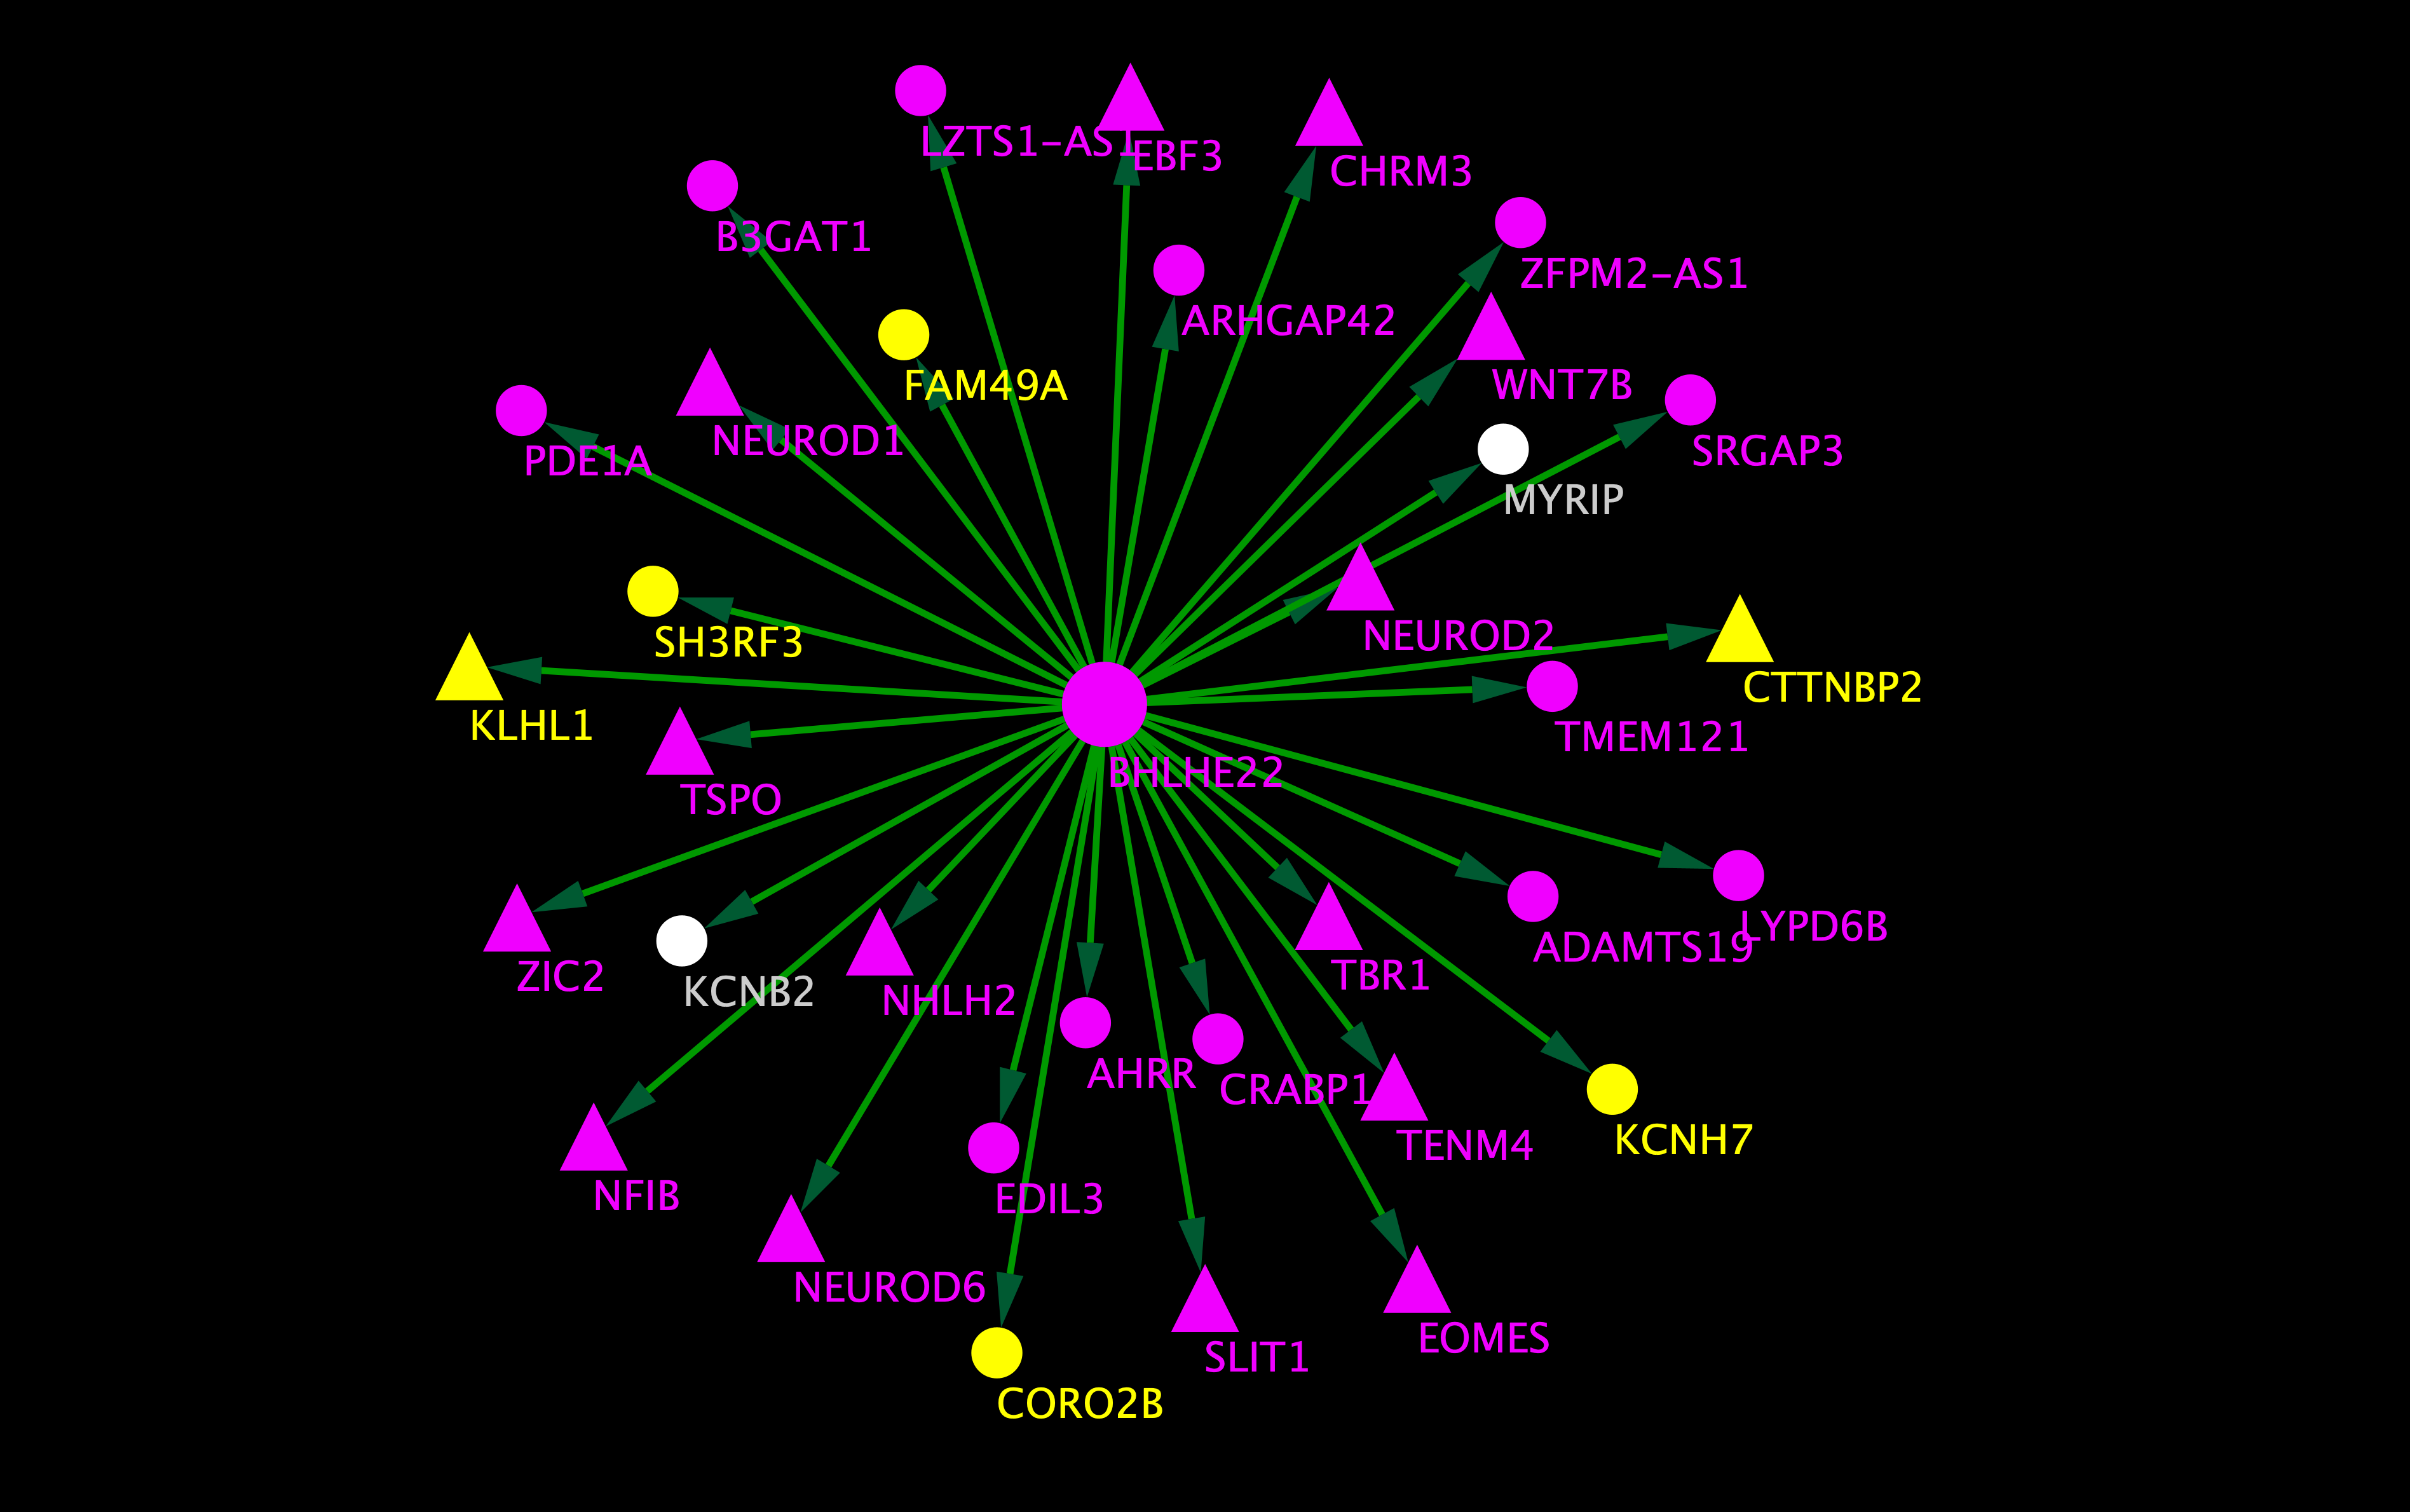 LZTS1-AS1
EBF3
CHRM3
B3GAT1
ZFPM2-AS1
ARHGAP42
FAM49A
WNT7B
NEUROD1
SRGAP3
PDE1A
MYRIP
SH3RF3
NEUROD2
CTTNBP2
KLHL1
TMEM121
BHLHE22
TSPO
LYPD6B
ADAMTS19
ZIC2
TBR1
KCNB2
NHLH2
AHRR
CRABP1
KCNH7
TENM4
NFIB
EDIL3
NEUROD6
EOMES
SLIT1
CORO2B